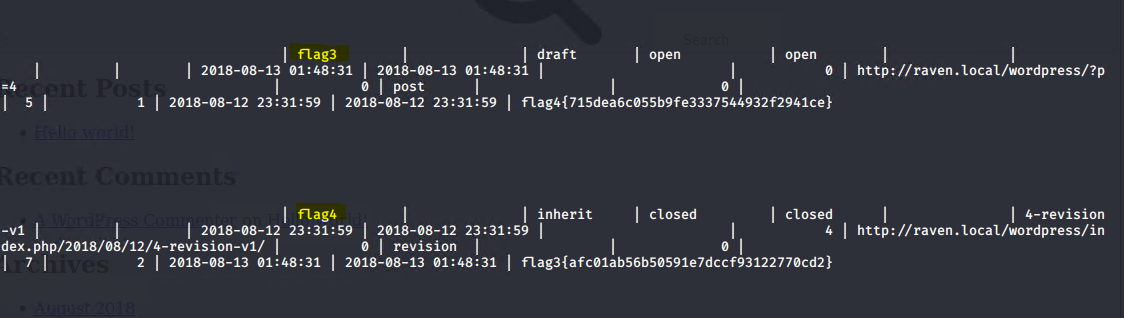 Search
| flag3 | | draft | open | open | |
| | | 2018-08-13 01:48:31 | 2018-08-13 01:48:31 | | 0 | http://raven.local/wordpress/?p
=4 | 0 | post | | 0 |
Recent Posts
| 5 | 1 | 2018-08-12 23:31:59 | 2018-08-12 23:31:59 | flag4{715dea6c055b9fe3337544932f2941ce}
Hello world!
Recent Comments
| flag4 | | inherit | closed | closed | | 4-revision
A WordPress Commenter on Hello world!
-v1 | | | 2018-08-12 23:31:59 | 2018-08-12 23:31:59 | | 4 | http://raven.local/wordpress/in
dex.php/2018/08/12/4-revision-v1/ | 0 | revision | | 0 |
Archives
| 7 | 2 | 2018-08-13 01:48:31 | 2018-08-13 01:48:31 | flag3{afc01ab56b50591e7dccf93122770cd2}
August 2018